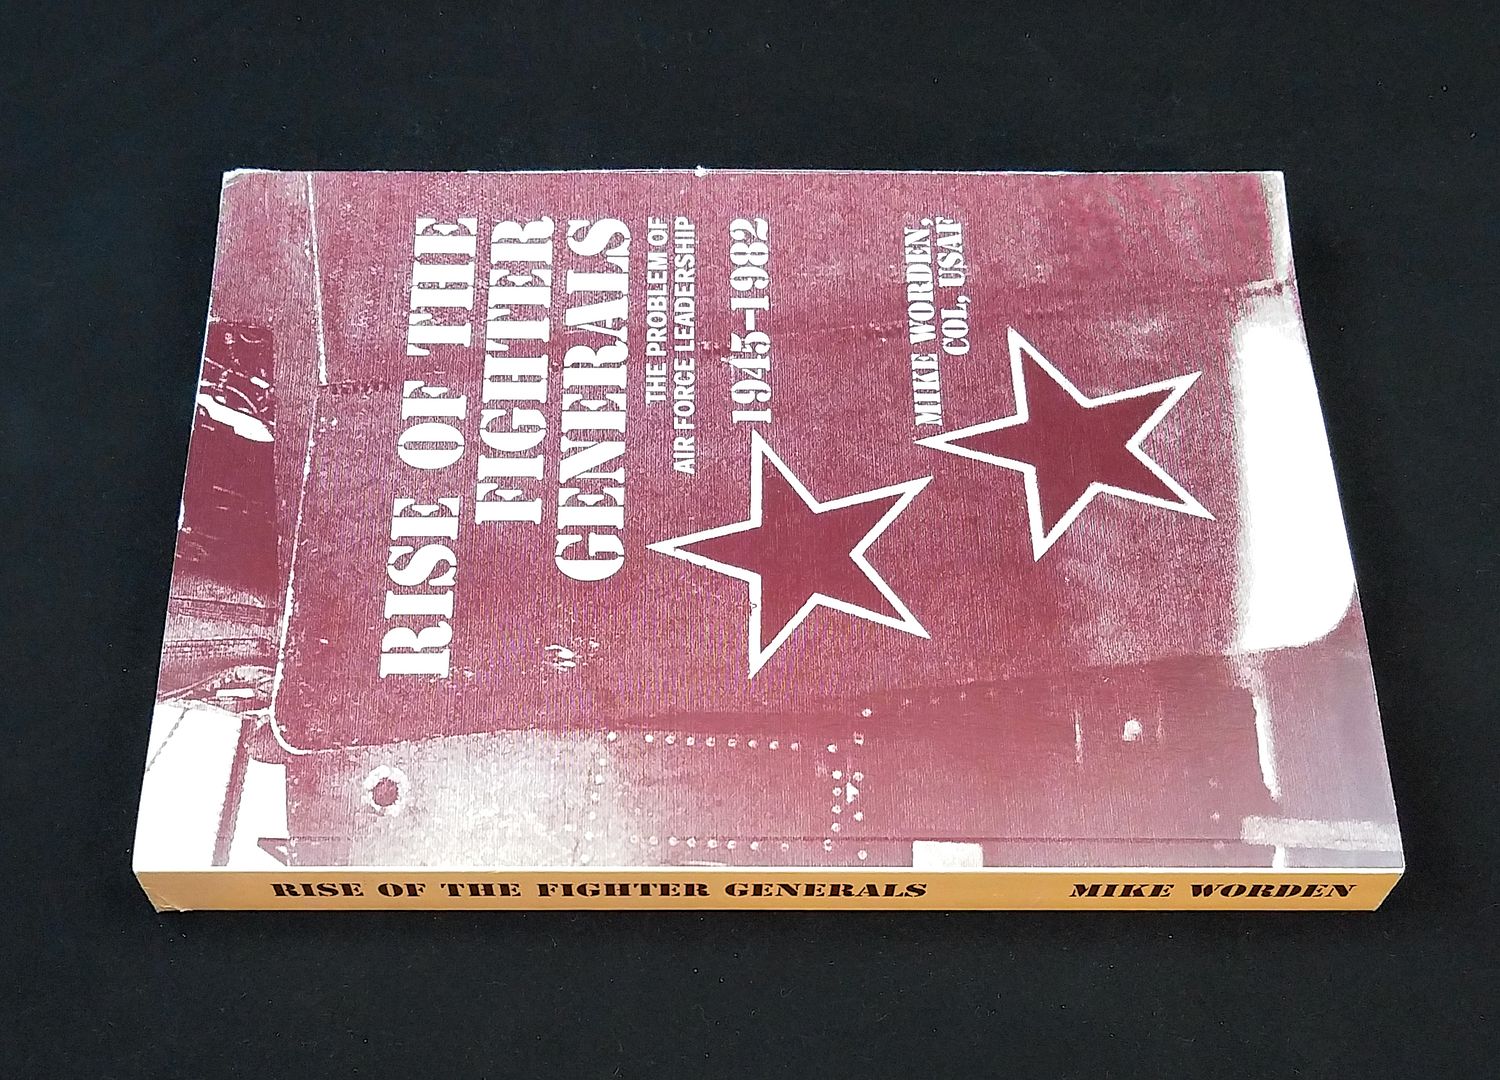 RISE OF THE
FIGHTER
GENERALS
THE PROBLEM OF
AIR FORCE LEADERSHIP
1945-1982
MIKE WORDEN,
COL, USAF
RISE OF THE FIGHTER GENERALS MIKE WORDEN